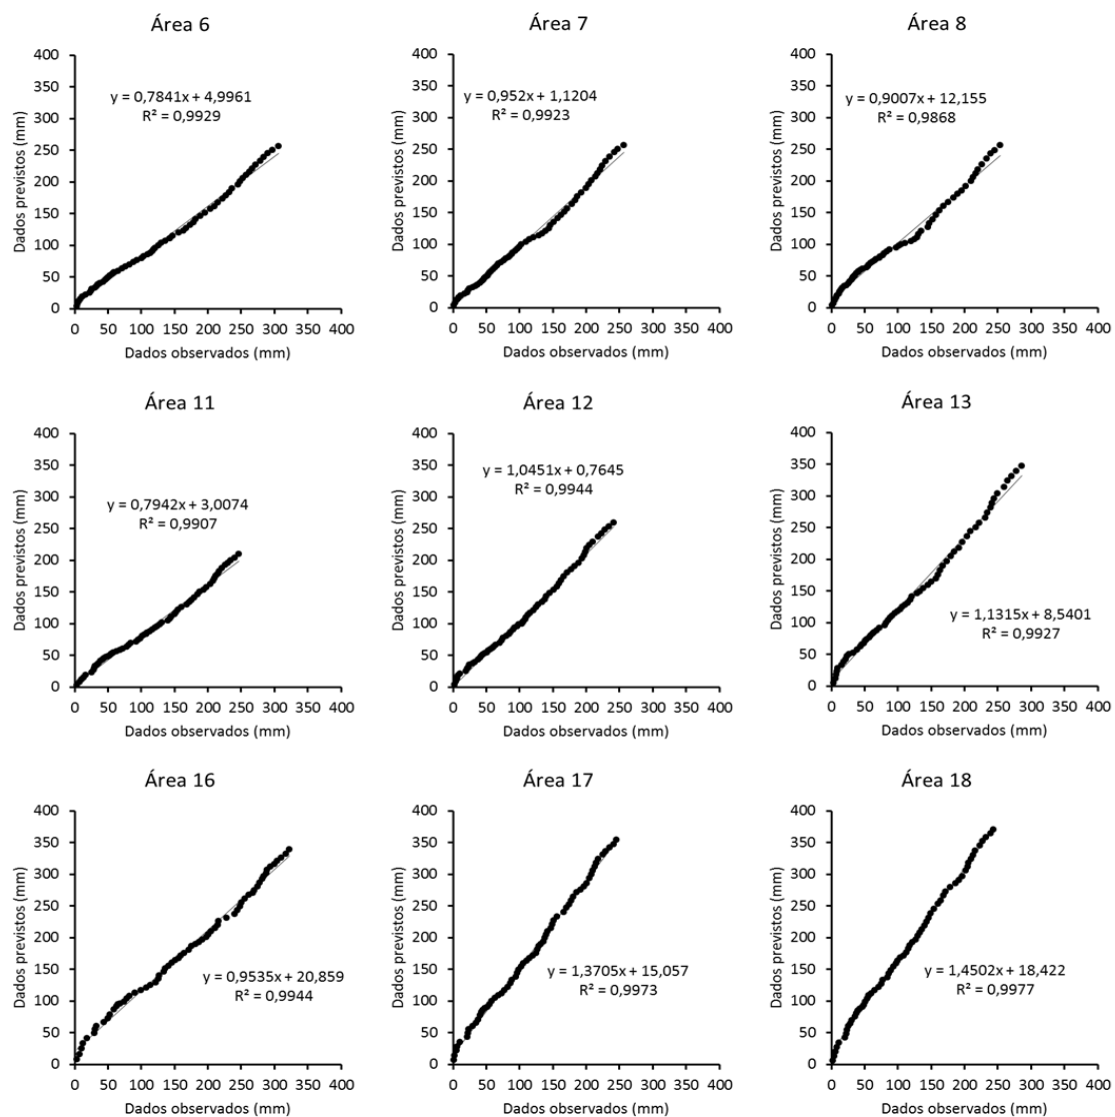 Área 6
Dados previstos (mm)
400
350
300
250
200
150
100
50
0
y = 0,7841x + 4,9961
R² = 0,9929
0 50 100 150 200 250 300 350 400
Dados observados (mm)
Área 7
Dados previstos (mm)
400
350
300
250
200
150
100
50
0
y = 0,952x + 1,1204
R² = 0,9923
0 50 100 150 200 250 300 350 400
Dados observados (mm)
Área 8
Dados previstos (mm)
400
350
300
250
200
150
100
50
0
y = 0,9007x + 12,155
R² = 0,9868
0 50 100 150 200 250 300 350 400
Dados observados (mm)
Área 11
Dados previstos (mm)
400
350
300
250
200
150
100
50
0
y = 0,7942x + 3,0074
R² = 0,9907
0 50 100 150 200 250 300 350 400
Dados observados (mm)
Área 12
Dados previstos (mm)
400
350
300
250
200
150
100
50
0
y = 1,0451x + 0,7645
R² = 0,9944
0 50 100 150 200 250 300 350 400
Dados observados (mm)
Área 13
Dados previstos (mm)
400
350
300
250
200
150
100
50
0
y = 1,1315x + 8,5401
R² = 0,9927
0 50 100 150 200 250 300 350 400
Dados observados (mm)
Área 16
Dados previstos (mm)
400
350
300
250
200
150
100
50
0
y = 0,9535x + 20,859
R² = 0,9944
0 50 100 150 200 250 300 350 400
Dados observados (mm)
Área 17
Dados previstos (mm)
400
350
300
250
200
150
100
50
0
y = 1,3705x + 15,057
R² = 0,9973
0 50 100 150 200 250 300 350 400
Dados observados (mm)
Área 18
Dados previstos (mm)
400
350
300
250
200
150
100
50
0
y = 1,4502x + 18,422
R² = 0,9977
0 50 100 150 200 250 300 350 400
Dados observados (mm)